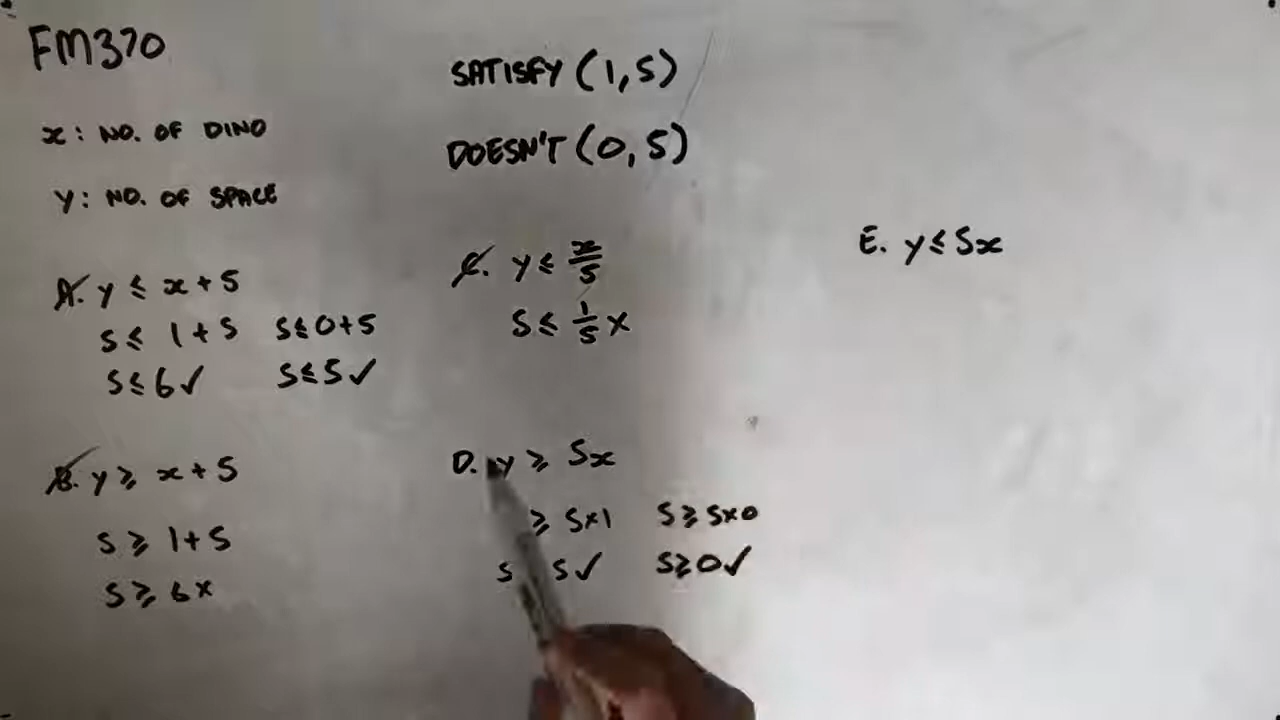 FM370
x: NO. OF DINO
Y: NO. OF SPACE
SATISFY (1,5)
DOESN'T (0,5)
A. y ≤ x + 5
5 ≤ 1 + 5 5 ≤ 0 + 5
5 ≤ 6 ✓ 5 ≤ 5 ✓
B. y ≥ x + 5
5 ≥ 1 + 5
5 ≥ 6 ×
C. y ≤ x/5
5 ≤ 1/5 ×
D. y ≥ 5x
≥ 5×1 5 ≥ 5×0
5 5 ✓ 5 ≥ 0 ✓
E. y ≤ 5x